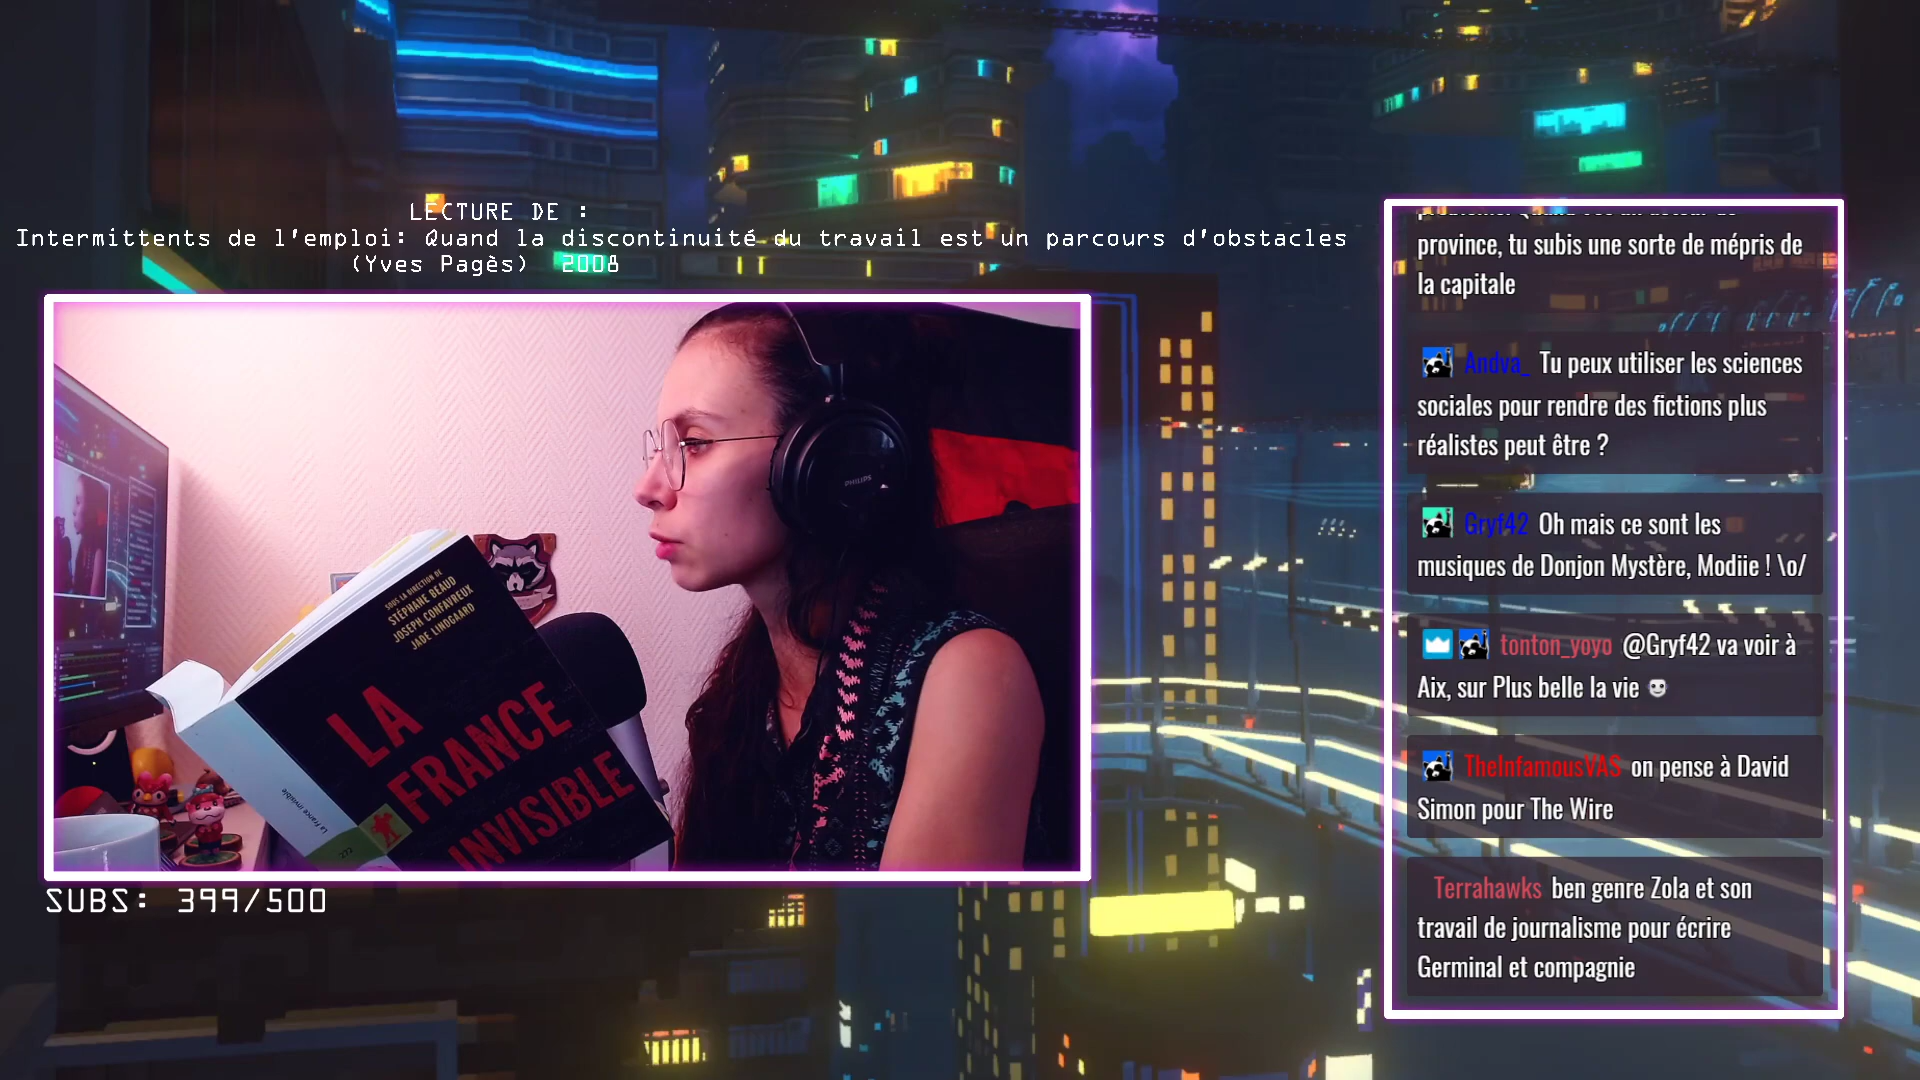 LECTURE DE :
Intermittents de l'emploi: Quand la discontinuité du travail est un parcours d'obstacles
(Yves Pagès) 2008
SOUS LA DIRECTION DE
STÉPHANE BEAUD
JOSEPH CONFAVREUX
JADE LINDGAARD
LA
FRANCE
INVISIBLE
La France invisible
272
PHILIPS
SUBS: 399/500
province, tu subis une sorte de mépris de
la capitale
Andva_ Tu peux utiliser les sciences
sociales pour rendre des fictions plus
réalistes peut être ?
Gryf42 Oh mais ce sont les
musiques de Donjon Mystère, Modiie ! \o/
tonton_yoyo @Gryf42 va voir à
Aix, sur Plus belle la vie
TheInfamousVAS on pense à David
Simon pour The Wire
Terrahawks ben genre Zola et son
travail de journalisme pour écrire
Germinal et compagnie